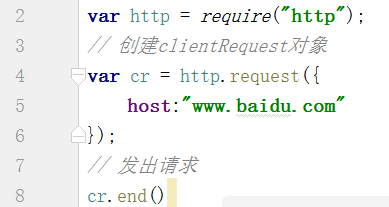 2 var http = require("http");
3 // 创建clientRequest对象
4 var cr = http.request({
5 host:"www.baidu.com"
6 });
7 // 发出请求
8 cr.end()